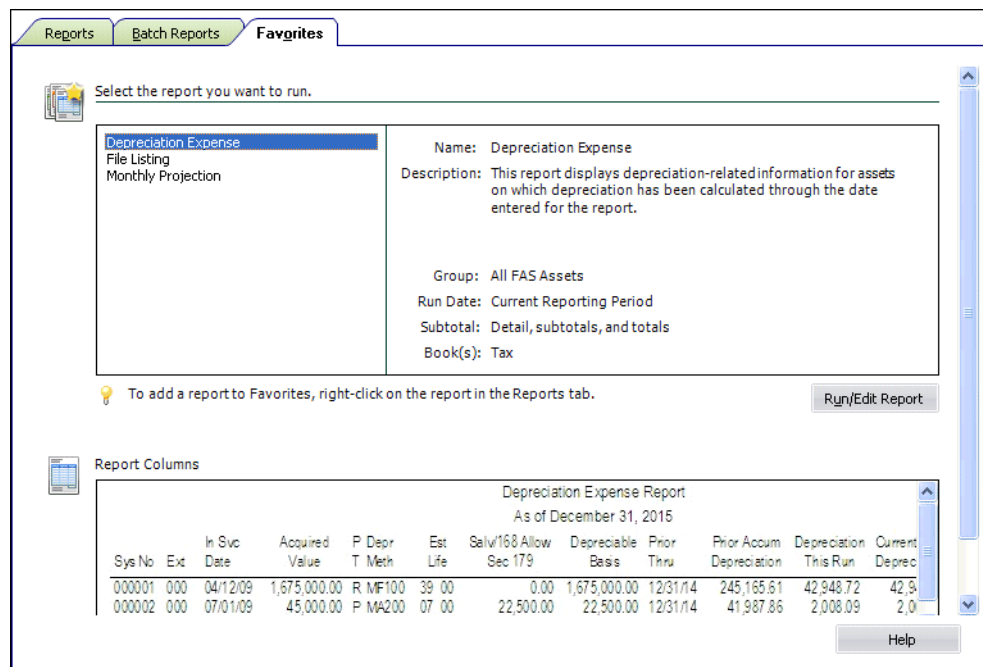 Reports Batch Reports Favorites
Select the report you want to run.
Depreciation Expense
File Listing
Monthly Projection
Name: Depreciation Expense
Description: This report displays depreciation-related information for assets
on which depreciation has been calculated through the date
entered for the report.
Group: All FAS Assets
Run Date: Current Reporting Period
Subtotal: Detail, subtotals, and totals
Book(s): Tax
To add a report to Favorites, right-click on the report in the Reports tab.
Run/Edit Report
Report Columns
Depreciation Expense Report
As of December 31, 2015
In Svc Acquired P Depr Est Salv/168 Allow Depreciable Prior Prior Accum Depreciation Current
Sys No Ext Date Value T Meth Life Sec 179 Basis Thru Depreciation This Run Deprec
000001 000 04/12/09 1,675,000.00 R MF100 39 00 0.00 1,675,000.00 12/31/14 245,165.61 42,948.72 42,9
000002 000 07/01/09 45,000.00 P MA200 07 00 22,500.00 22,500.00 12/31/14 41,987.86 2,008.09 2,0
Help